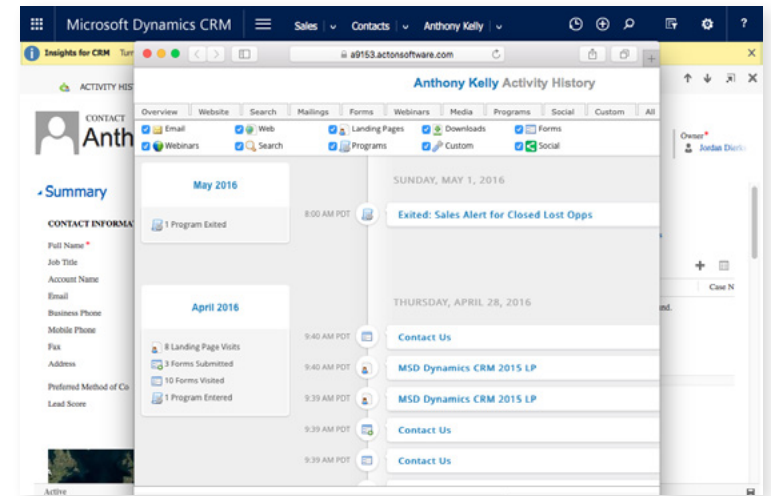 Microsoft Dynamics CRM Sales Contacts Anthony Kelly ?
Insights for CRM Turr
a9153.actonsoftware.com
ACTIVITY HIS
Anthony Kelly Activity History
Overview Website Search Mailings Forms Webinars Media Programs Social Custom All
Email Web Landing Pages Downloads Forms
Webinars Search Programs Custom Social
CONTACT
Anth
Owner*
Jordan
Summary
CONTACT INFORMA
Full Name *
Job Title
Account Name
Email
Business Phone
Mobile Phone
Fax
Address
Preferred Method of Co
Lead Score
Active
May 2016
1 Program Exited
SUNDAY, MAY 1, 2016
8:00 AM PDT Exited: Sales Alert for Closed Lost Opps
April 2016
8 Landing Page Visits
3 Forms Submitted
10 Forms Visited
1 Program Entered
THURSDAY, APRIL 28, 2016
9:40 AM PDT Contact Us
9:40 AM PDT MSD Dynamics CRM 2015 LP
9:39 AM PDT MSD Dynamics CRM 2015 LP
9:39 AM PDT Contact Us
9:39 AM PDT Contact Us
Case N
nd.